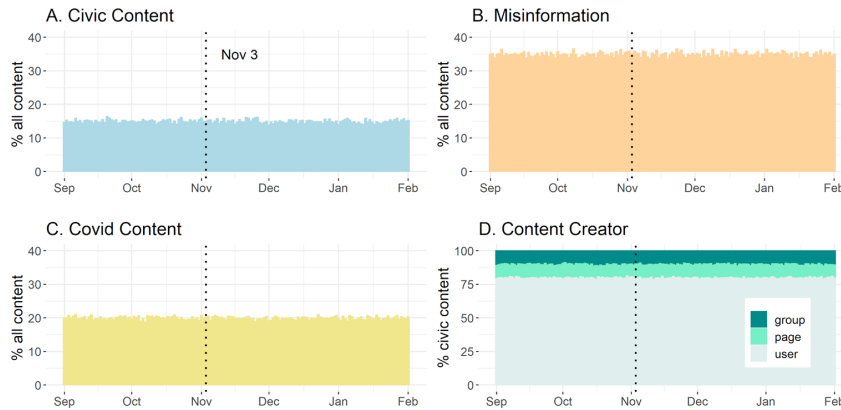 A. Civic Content
% all content
40
30
20
10
0
Nov 3
Sep Oct Nov Dec Jan Feb
B. Misinformation
% all content
40
30
20
10
0
Sep Oct Nov Dec Jan Feb
C. Covid Content
% all content
40
30
20
10
0
Sep Oct Nov Dec Jan Feb
D. Content Creator
% civic content
100
75
50
25
0
group
page
user
Sep Oct Nov Dec Jan Feb